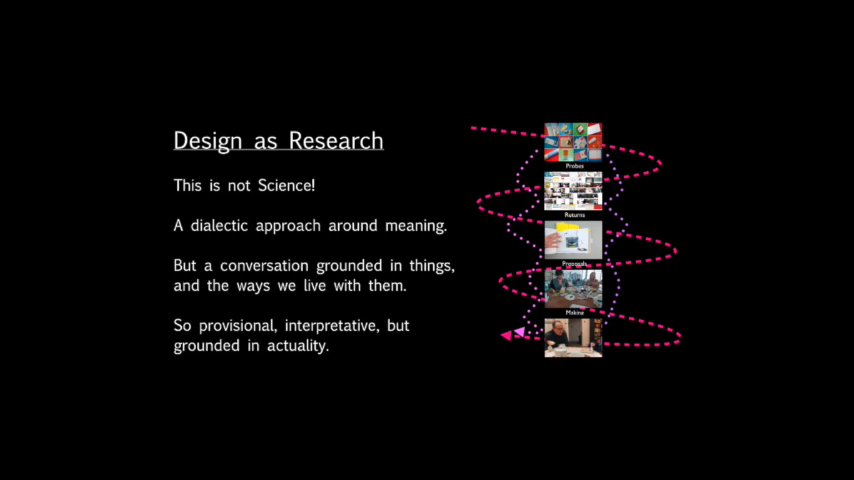 Design as Research
This is not Science!
A dialectic approach around meaning.
But a conversation grounded in things,
and the ways we live with them.
So provisional, interpretative, but
grounded in actuality.
Probes
Returns
Proposals
Making